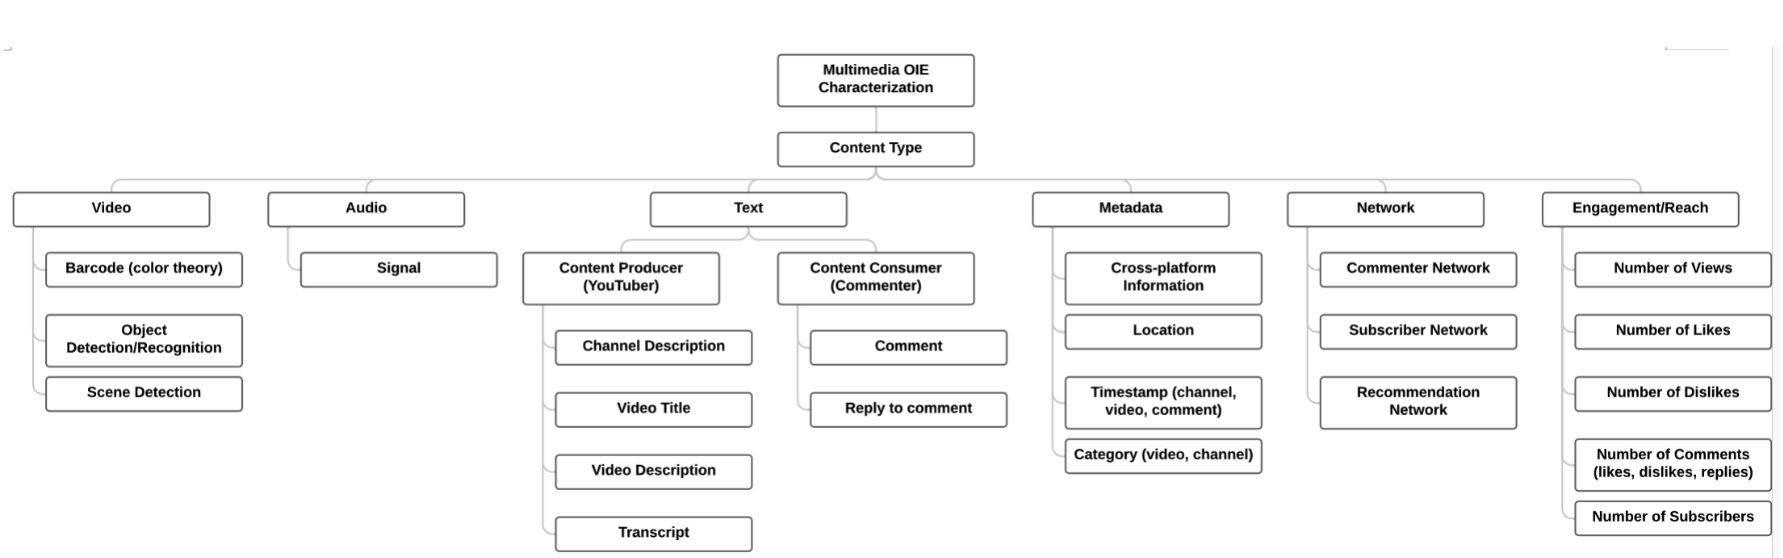 Multimedia OIE
Characterization
Content Type
Video
Audio
Text
Metadata
Network
Engagement/Reach
Barcode (color theory)
Object
Detection/Recognition
Scene Detection
Signal
Content Producer
(YouTuber)
Channel Description
Video Title
Video Description
Transcript
Content Consumer
(Commenter)
Comment
Reply to comment
Cross-platform
Information
Location
Timestamp (channel,
video, comment)
Category (video, channel)
Commenter Network
Subscriber Network
Recommendation
Network
Number of Views
Number of Likes
Number of Dislikes
Number of Comments
(likes, dislikes, replies)
Number of Subscribers